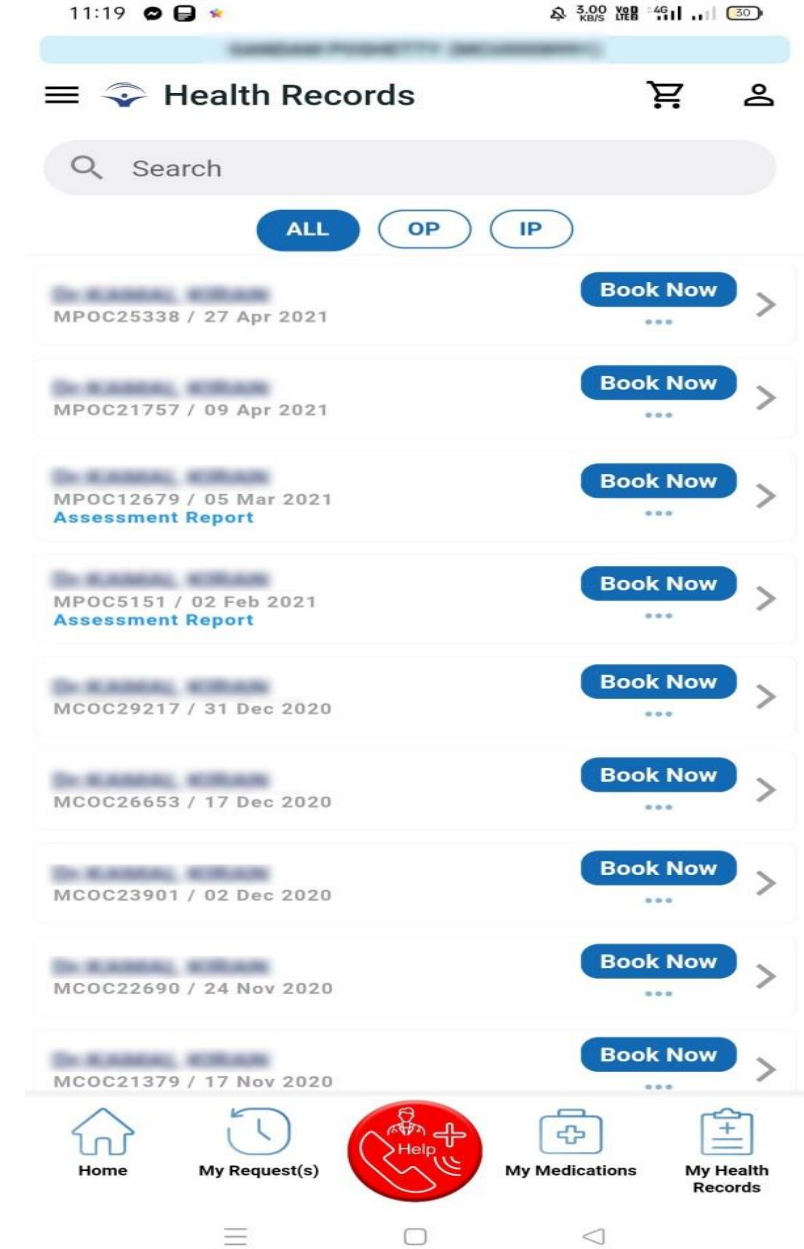 11:19
3.00 KB/S
VoD LTEB
4G
30
Health Records
Search
ALL OP IP
Book Now
MPOC25338 / 27 Apr 2021
Book Now
MPOC21757 / 09 Apr 2021
Book Now
MPOC12679 / 05 Mar 2021
Assessment Report
Book Now
MPOC5151 / 02 Feb 2021
Assessment Report
Book Now
MCOC29217 / 31 Dec 2020
Book Now
MCOC26653 / 17 Dec 2020
Book Now
MCOC23901 / 02 Dec 2020
Book Now
MCOC22690 / 24 Nov 2020
Book Now
MCOC21379 / 17 Nov 2020
Help
Home My Request(s) My Medications My Health
Records